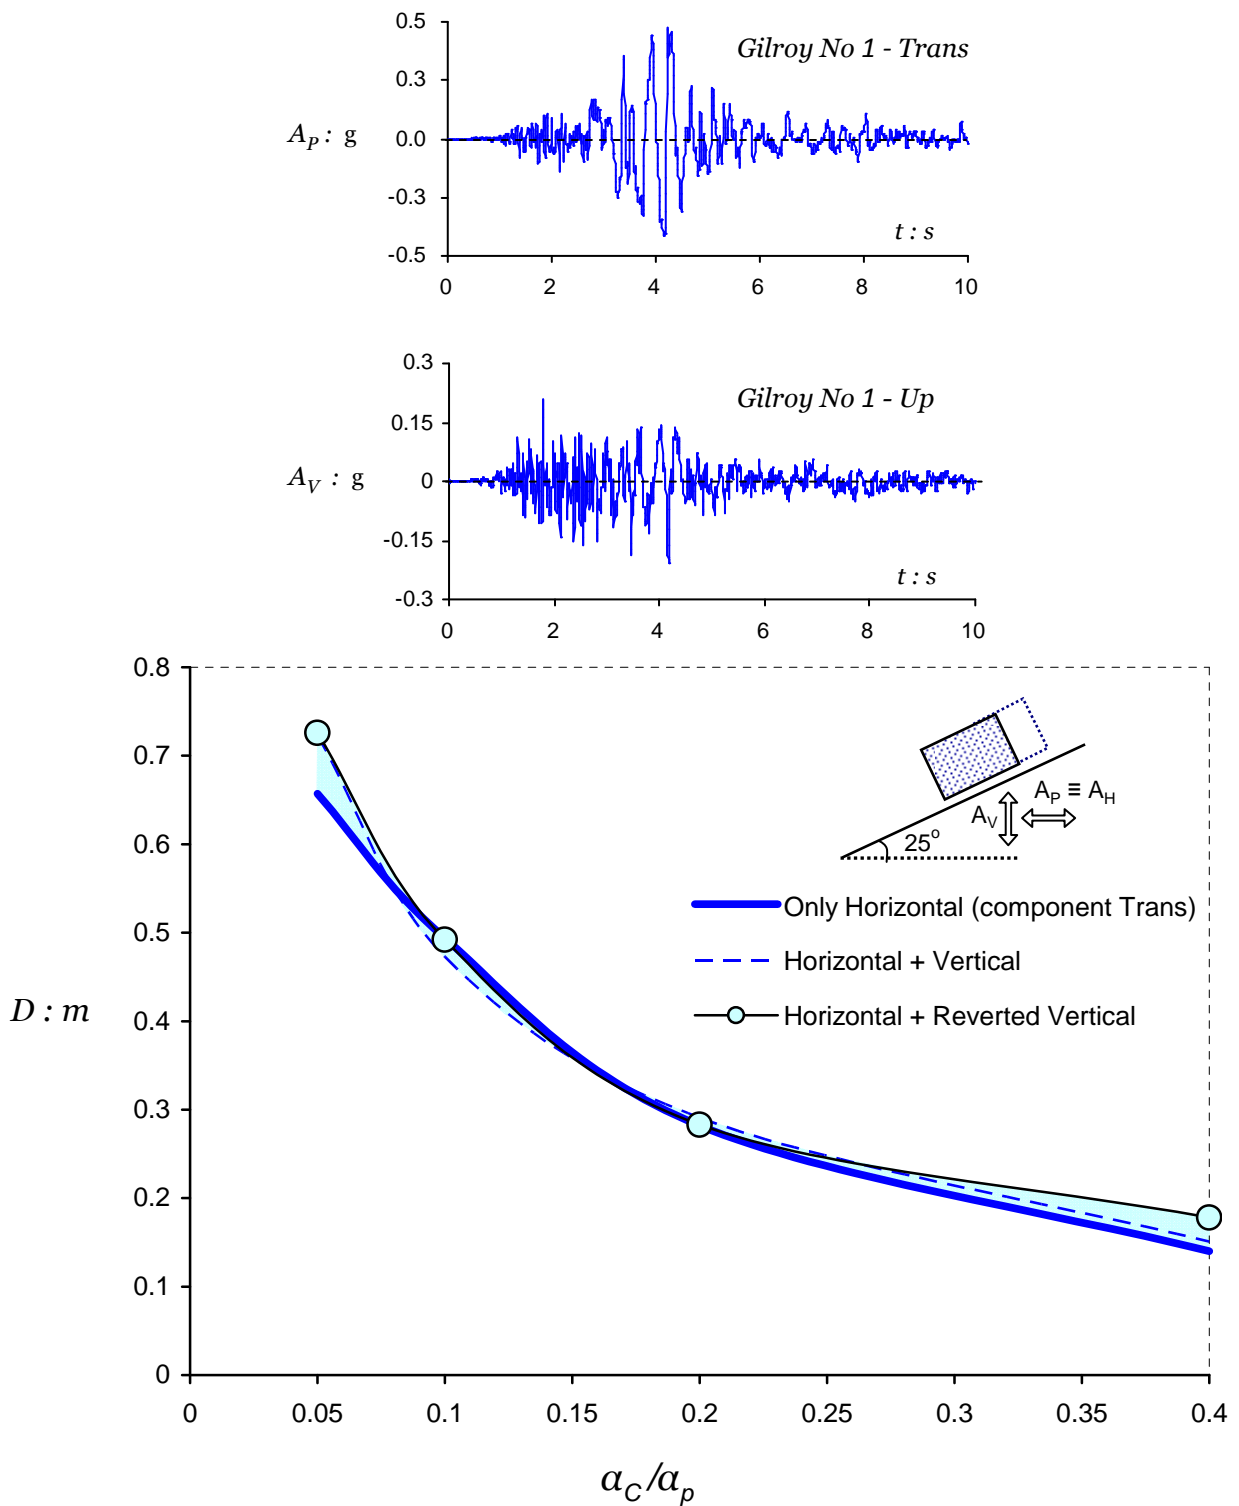 0.5
Gilroy No 1 - Trans
0.3
A_P : g
0.0
-0.3
t : s
-0.5
0 2 4 6 8 10
0.3
Gilroy No 1 - Up
0.15
A_V : g
0
-0.15
t : s
-0.3
0 2 4 6 8 10
0.8
0.7
A_P ≡ A_H
A_V
25°
0.6
Only Horizontal (component Trans)
0.5
Horizontal + Vertical
D : m
0.4
Horizontal + Reverted Vertical
0.3
0.2
0.1
0
0 0.05 0.1 0.15 0.2 0.25 0.3 0.35 0.4
α_C/α_p